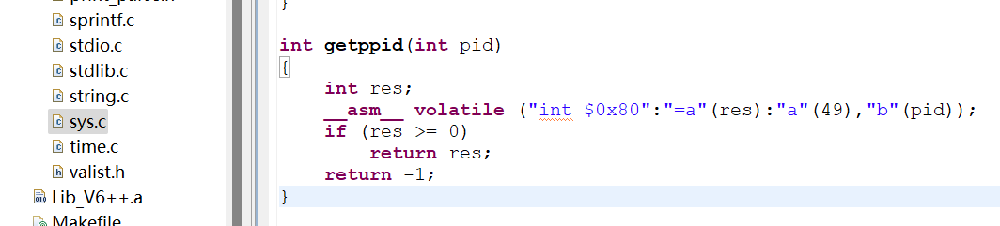 sprintf.c
stdio.c
stdlib.c
string.c
sys.c
time.c
valist.h
Lib_V6++.a
Makefile
}
int getppid(int pid)
{
int res;
__asm__ volatile ("int $0x80":"=a"(res):"a"(49),"b"(pid));
if (res >= 0)
return res;
return -1;
}